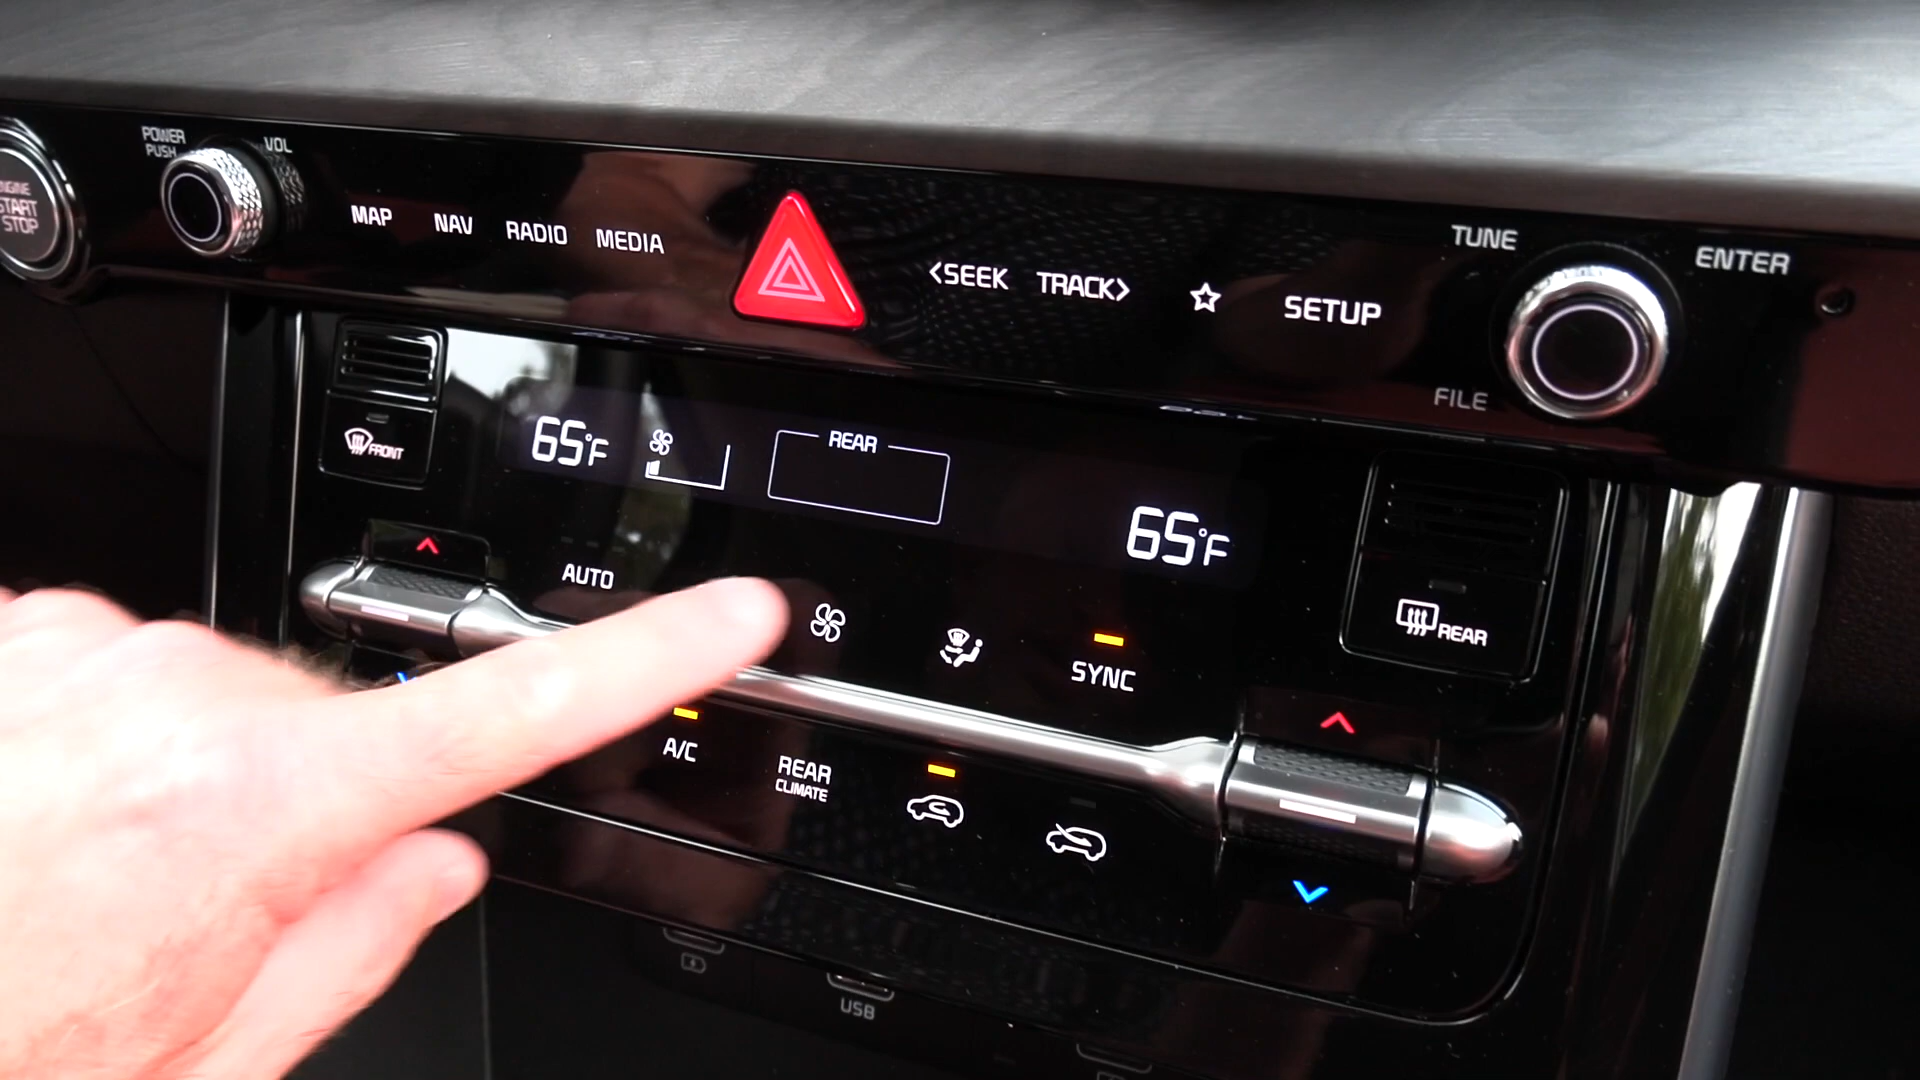 POWER
PUSH
VOL
START
STOP
MAP
NAV
RADIO
MEDIA
<SEEK
TRACK>
SETUP
TUNE
ENTER
FILE
FRONT
65°F
REAR
65°F
AUTO
SYNC
REAR
A/C
REAR
CLIMATE
USB